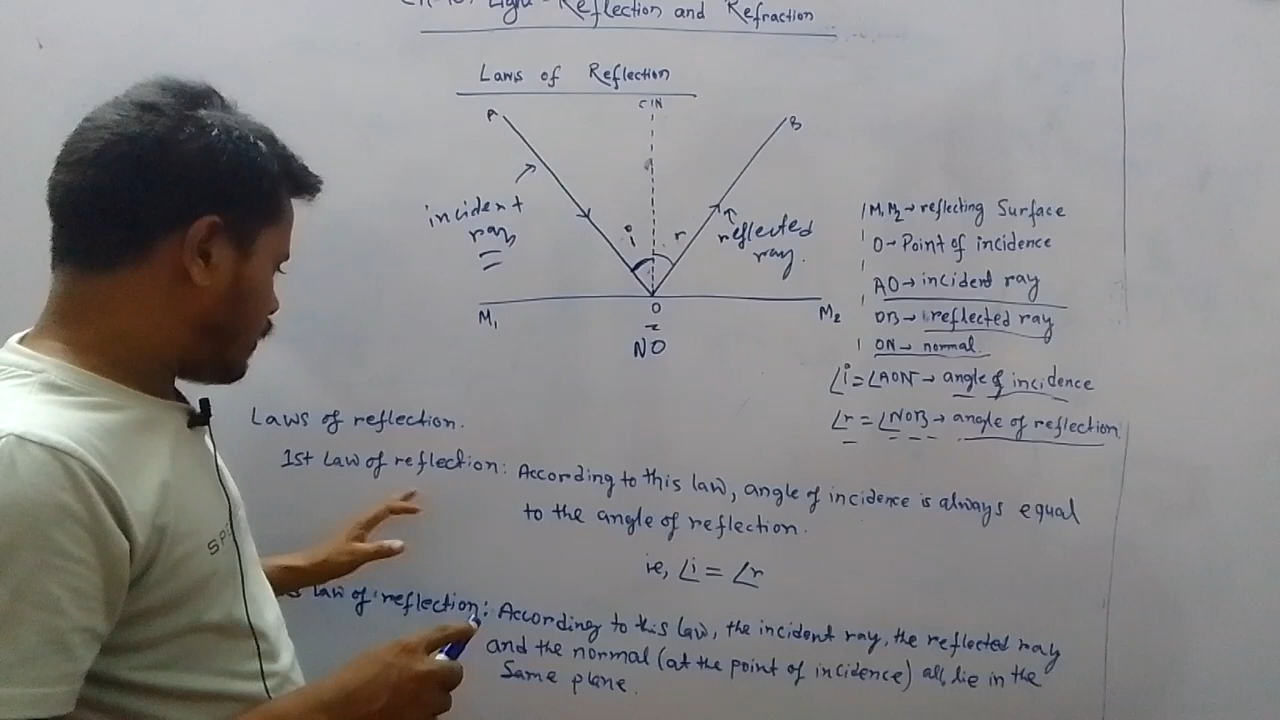 Light - Reflection and Refraction
Laws of Reflection
A
N
B
incident
ray
i
r
reflected
ray.
M1
O
M2
NO
M1M2→reflecting Surface
O→Point of incidence
AO→incident ray
OB→reflected ray
ON→normal.
∠i=∠AON→angle of incidence
∠r=∠NOB→angle of reflection
Laws of reflection.
1st Law of reflection: According to this law, angle of incidence is always equal
to the angle of reflection.
ie, ∠i=∠r
law of reflection: According to this law, the incident ray, the reflected ray
and the normal (at the point of incidence) all lie in the
Same plane.